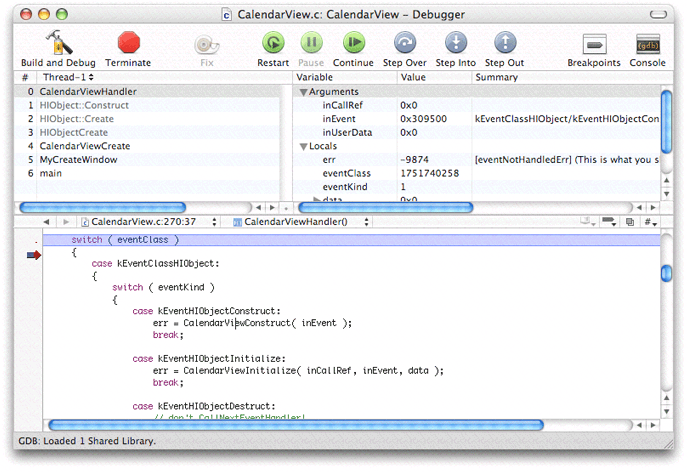 CalendarView.c: CalendarView – Debugger
Build and Debug Terminate Fix Restart Pause Continue Step Over Step Into Step Out Breakpoints Console
# Thread-1 Variable Value Summary
0 CalendarViewHandler
1 HIObject::Construct
2 HIObject::Create
3 HIObjectCreate
4 CalendarViewCreate
5 MyCreateWindow
6 main
Arguments
inCallRef 0x0
inEvent 0x309500 kEventClassHIObject/kEventHIObjectCon
inUserData 0x0
Locals
err -9874 [eventNotHandledErr] (This is what you s
eventClass 1751740258
eventKind 1
data 0x0
CalendarView.c:270:37 CalendarViewHandler()
switch ( eventClass )
{
case kEventClassHIObject:
{
switch ( eventKind )
{
case kEventHIObjectConstruct:
err = CalendarViewConstruct( inEvent );
break;
case kEventHIObjectInitialize:
err = CalendarViewInitialize( inCallRef, inEvent, data );
break;
case kEventHIObjectDestruct:
// don't CallNextEventHandler!
GDB: Loaded 1 Shared Library.